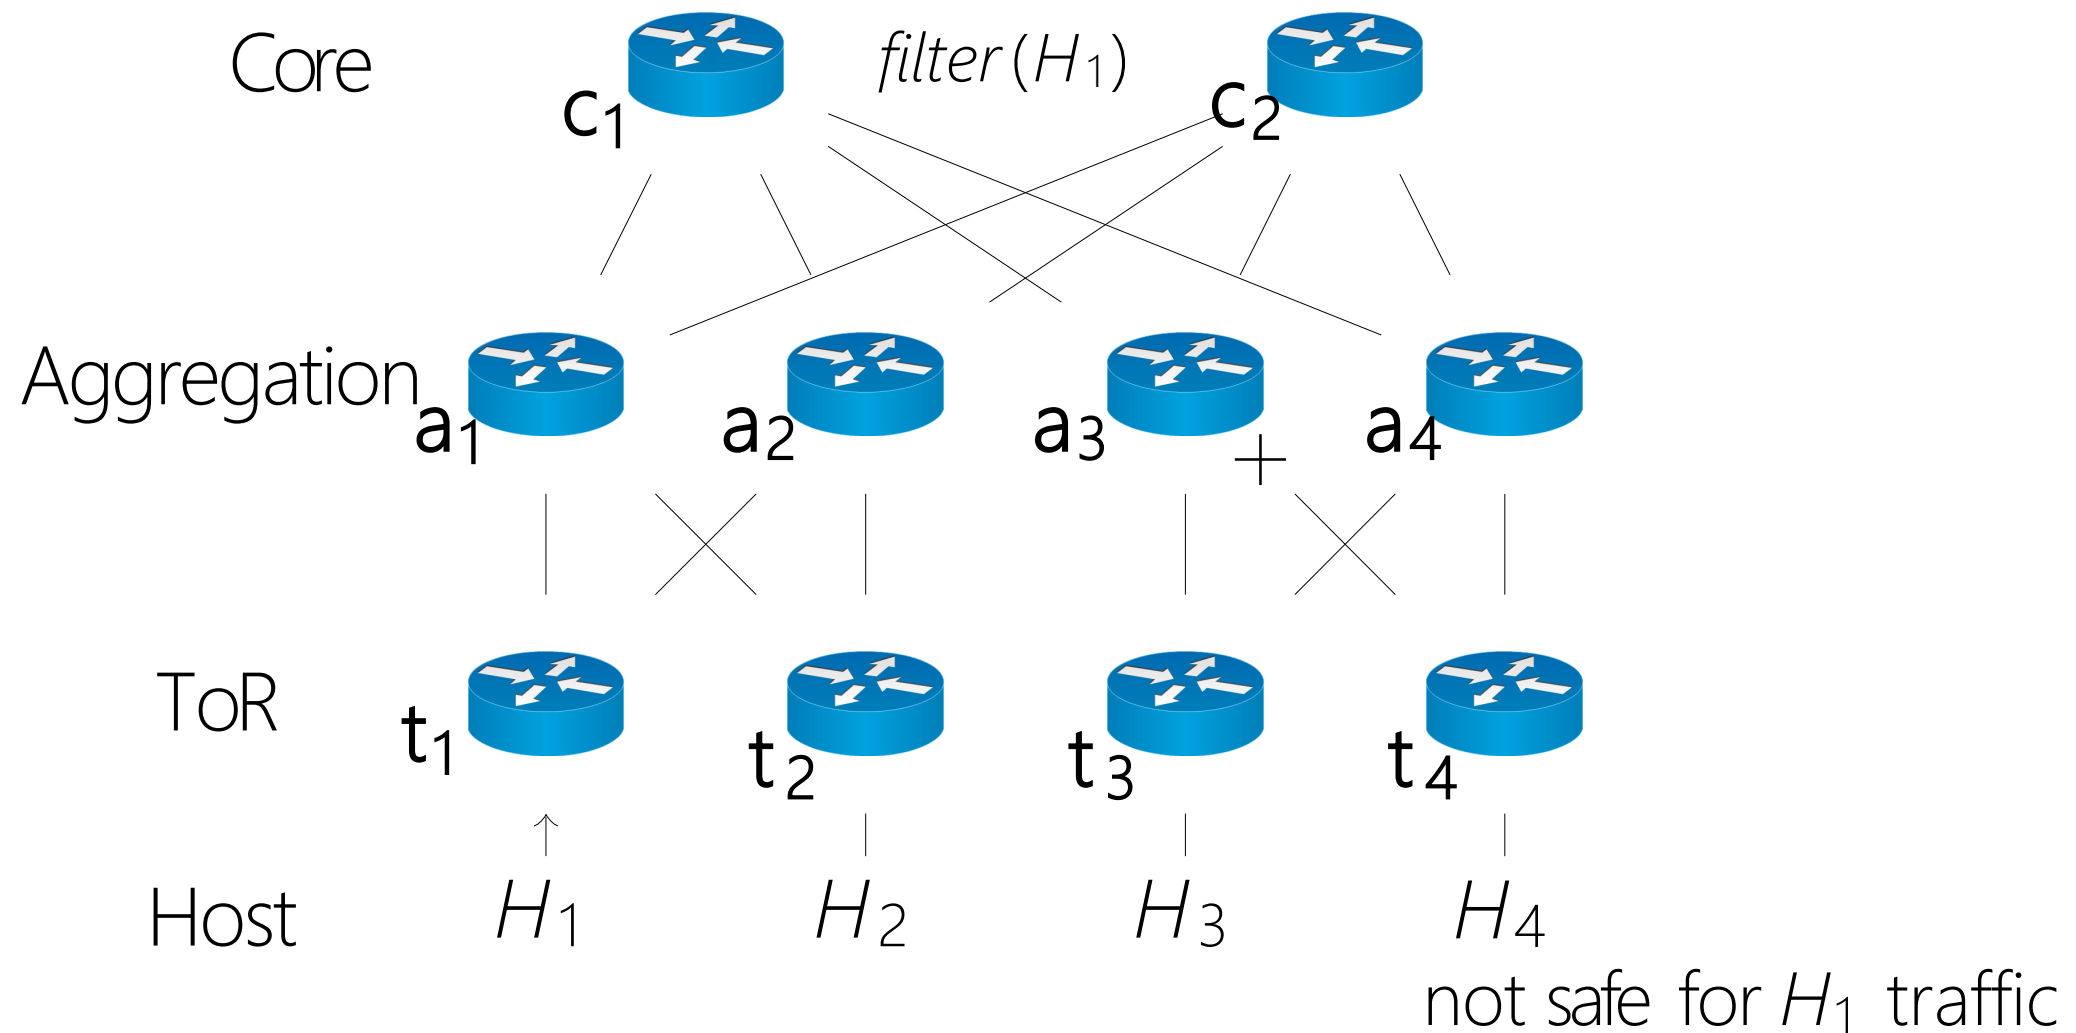 Core
filter(H1)
c1
c2
Aggregation
a1
a2
a3
a4
+
ToR
t1
t2
t3
t4
Host
H1
H2
H3
H4
not safe for H1 traffic